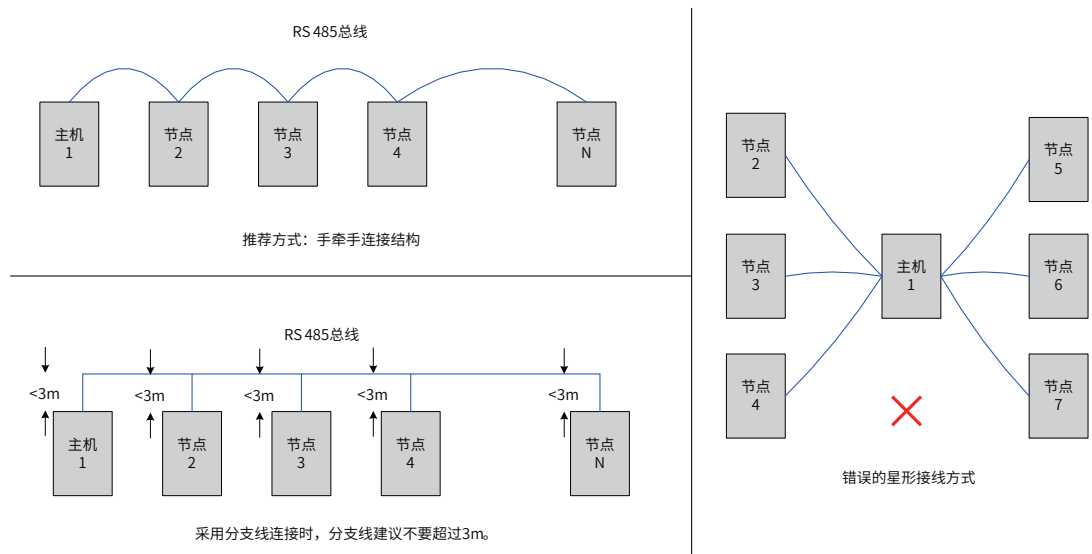 RS 485总线
主机
1
节点
2
节点
3
节点
4
节点
N
推荐方式：手牵手连接结构
RS 485总线
<3m
<3m
<3m
<3m
<3m
主机
1
节点
2
节点
3
节点
4
节点
N
采用分支线连接时，分支线建议不要超过3m。
节点
2
节点
3
节点
4
主机
1
节点
5
节点
6
节点
7
错误的星形接线方式